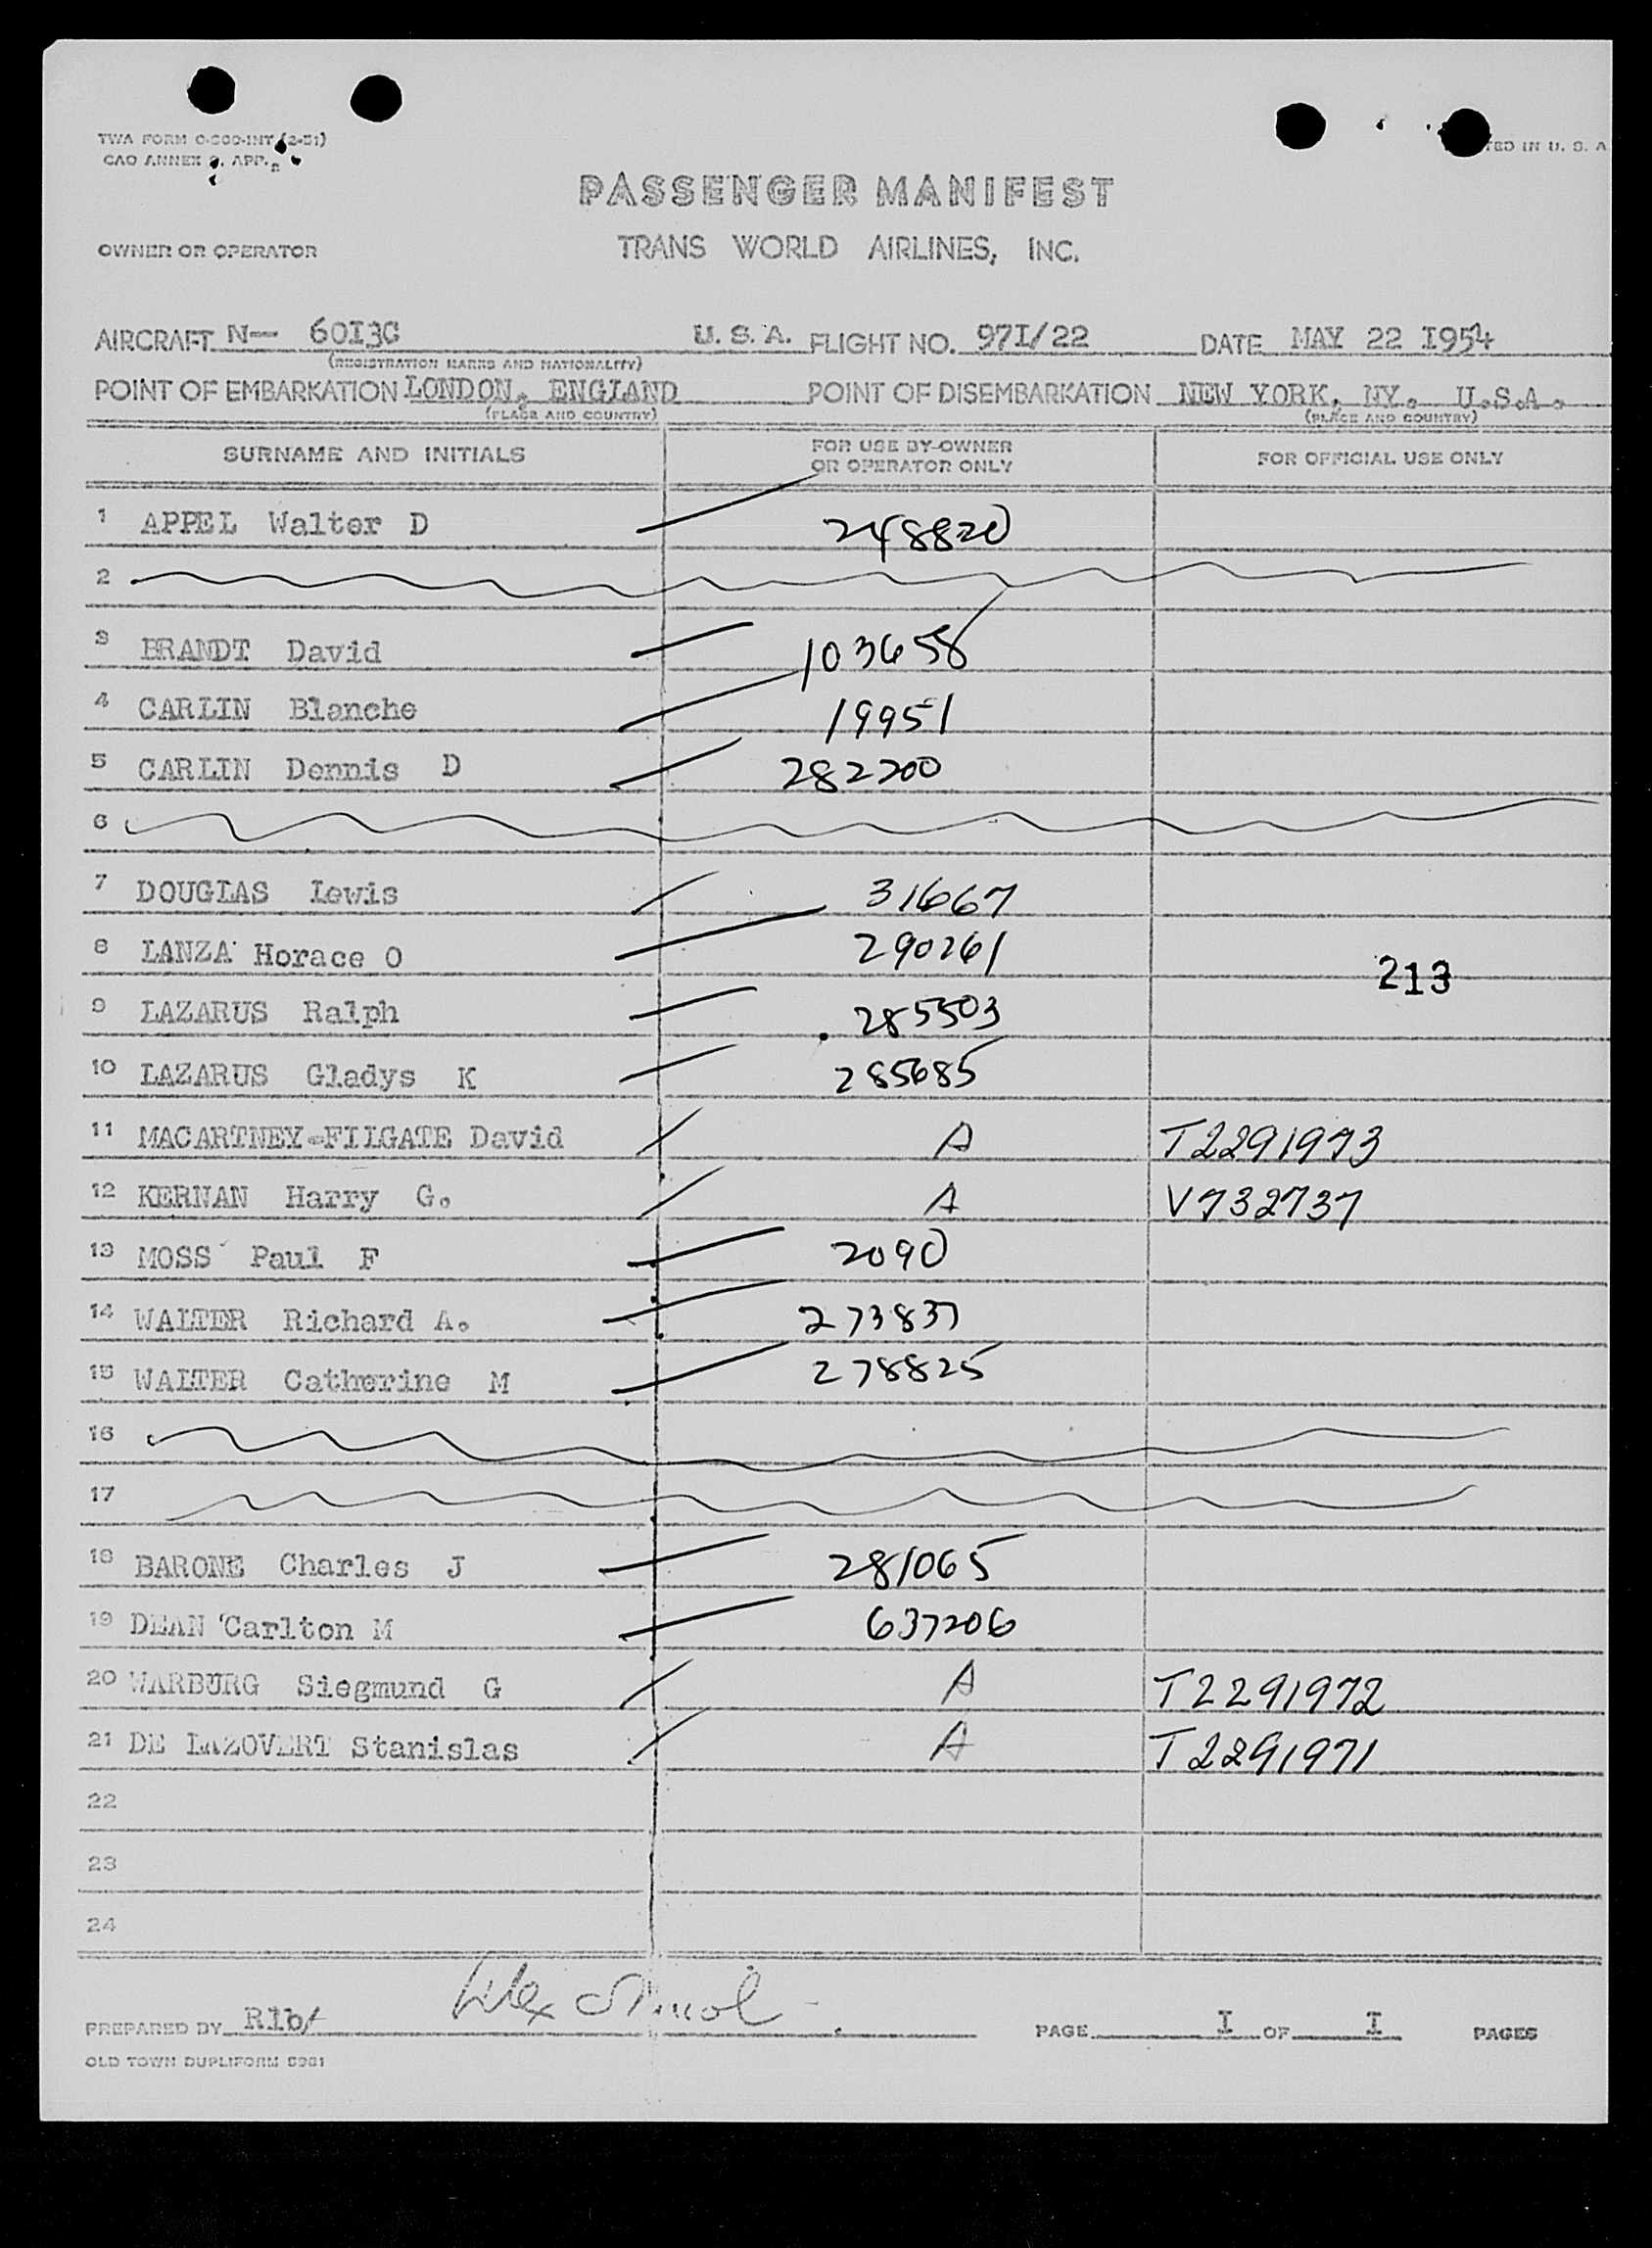 TWA FORM
CAO ANNEX APP.
TED IN U. S. A
PASSENGER MANIFEST
OWNER OR OPERATOR
TRANS WORLD AIRLINES, INC.
AIRCRAFT N— 60I3C U. S. A. FLIGHT NO. 97I/22 DATE MAY 22 I954
(REGISTRATION MARKS AND NATIONALITY)
POINT OF EMBARKATION LONDON, ENGLAND POINT OF DISEMBARKATION NEW YORK, NY. U.S.A.
(PLACE AND COUNTRY) (PLACE AND COUNTRY)
SURNAME AND INITIALS FOR USE BY OWNER OR OPERATOR ONLY FOR OFFICIAL USE ONLY
1 APPEL Walter D 248820
2
3 BRANDT David 103658
4 CARLIN Blanche 19951
5 CARLIN Dennis D 282200
6
7 DOUGLAS Lewis 31667
8 LANZA Horace O 290261
213
9 LAZARUS Ralph 285503
10 LAZARUS Gladys K 285685
11 MACARTNEY-FILGATE David A T2291973
12 KERNAN Harry G. A V732737
13 MOSS Paul F 2090
14 WALTER Richard A. 273837
15 WALTER Catherine M 278825
16
17
18 BARONE Charles J 281065
19 DEAN Carlton M 637206
20 WARBURG Siegmund G A T2291972
21 DE LAZOVERT Stanislas A T2291971
22
23
24
PREPARED BY PAGE I OF I PAGES
OLD TOWN DUPLIFORM